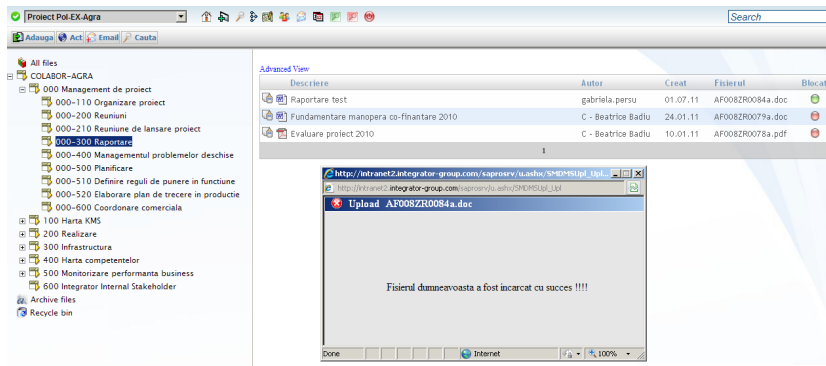 Proiect Pol-EX-Agra
Search
Adauga Act Email Cauta
All files
COLABOR-AGRA
000 Management de proiect
000-110 Organizare proiect
000-200 Reuniuni
000-210 Reuniune de lansare proiect
000-300 Raportare
000-400 Managementul problemelor deschise
000-500 Planificare
000-510 Definire reguli de punere in functiune
000-520 Elaborare plan de trecere in productie
000-600 Coordonare comerciala
100 Harta KMS
200 Realizare
300 Infrastructura
400 Harta competentelor
500 Monitorizare performanta business
600 Integrator Internal Stakeholder
Archive files
Recycle bin
Advanced View
Descriere Autor Creat Fisierul Blocat
Raportare test gabriela.persu 01.07.11 AF008ZR0084a.doc
Fundamentare manopera co-finantare 2010 C - Beatrice Badiu 24.01.11 AF008ZR0079a.doc
Evaluare proiect 2010 C - Beatrice Badiu 10.01.11 AF008ZR0078a.pdf
1
http://intranet2.integrator-group.com/saprosrv/u.ashx/SMDMSUpl_Upl...
http://intranet2.integrator-group.com/saprosrv/u.ashx/SMDMSUpl_Upl
Upload AF008ZR0084a.doc
Fisierul dumneavoasta a fost incarcat cu succes !!!!
Done Internet 100%